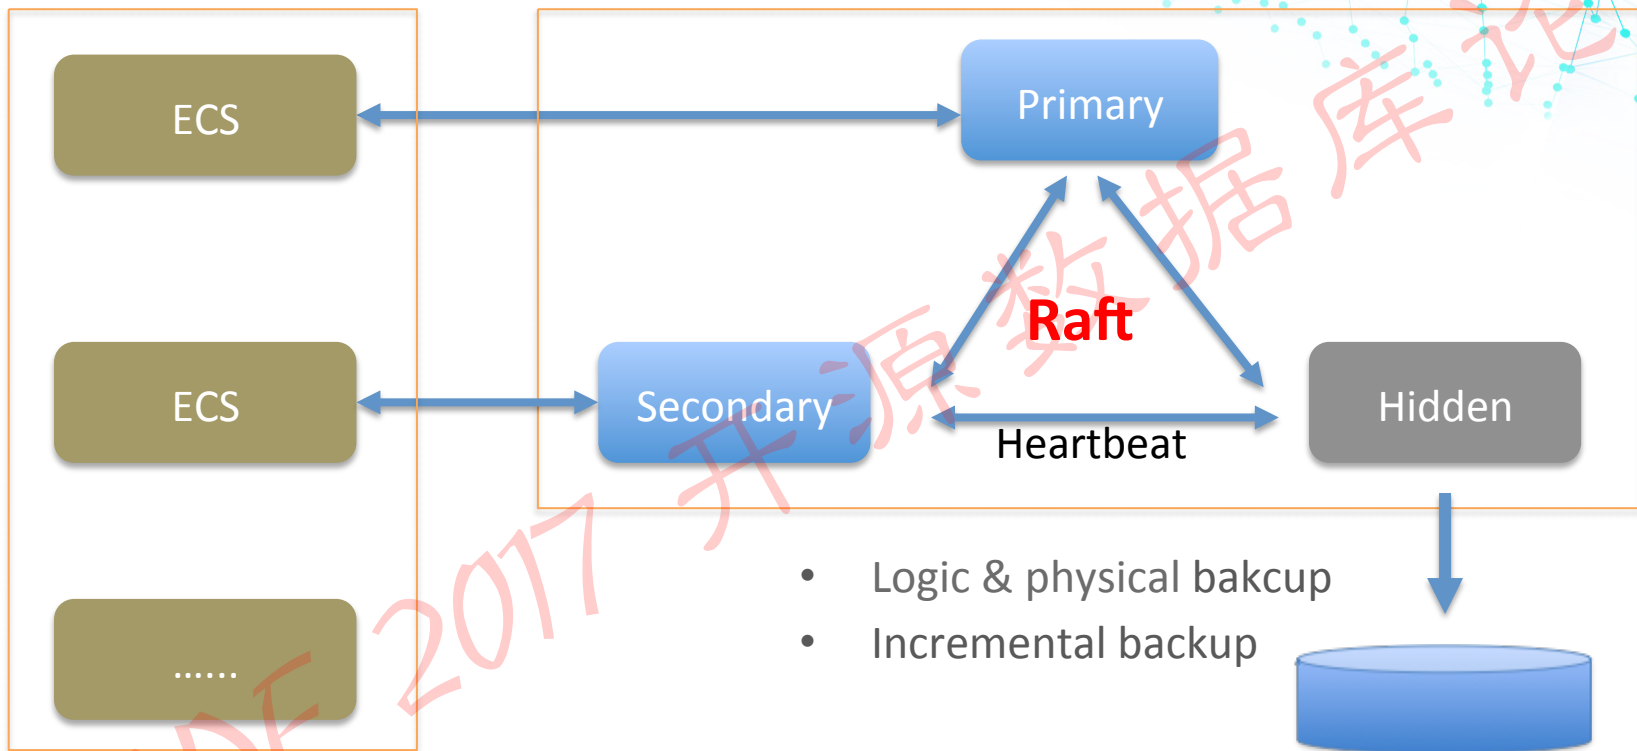 ECS
Primary
Raft
ECS
Secondary
Hidden
Heartbeat
• Logic & physical bakcup
• Incremental backup
……
2017 开源数据库论